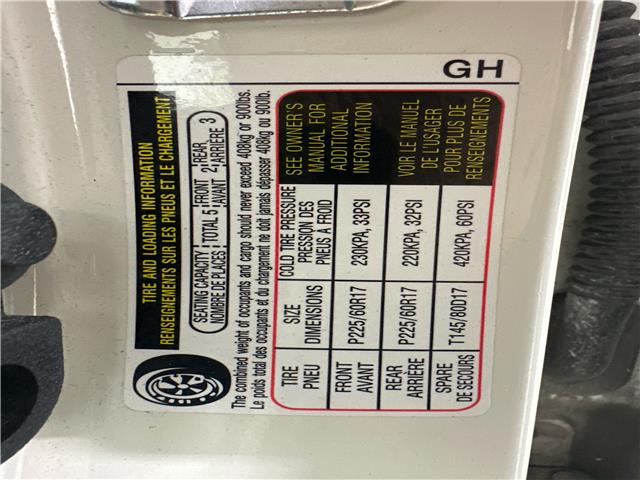 TIRE AND LOADING INFORMATION
RENSEIGNEMENTS SUR LES PNEUS ET LE CHARGEMENT
SEATING CAPACITY
NOMBRE DE PLACES
TOTAL 5
FRONT
AVANT
2
REAR
ARRIÈRE
3
The combined weight of occupants and cargo should never exceed 408kg or 900lbs.
Le poids total des occupants et du chargement ne doit jamais dépasser 408kg ou 900lb.
TIRE
PNEU
SIZE
DIMENSIONS
COLD TIRE PRESSURE
PRESSION DES
PNEUS À FROID
FRONT
AVANT
P225/60R17
230KPA, 33PSI
REAR
ARRIÈRE
P225/60R17
220KPA, 32PSI
SPARE
DE SECOURS
T145/80D17
420KPA, 60PSI
SEE OWNER'S
MANUAL FOR
ADDITIONAL
INFORMATION
VOIR LE MANUEL
DE L'USAGER
POUR PLUS DE
RENSEIGNEMENTS
GH